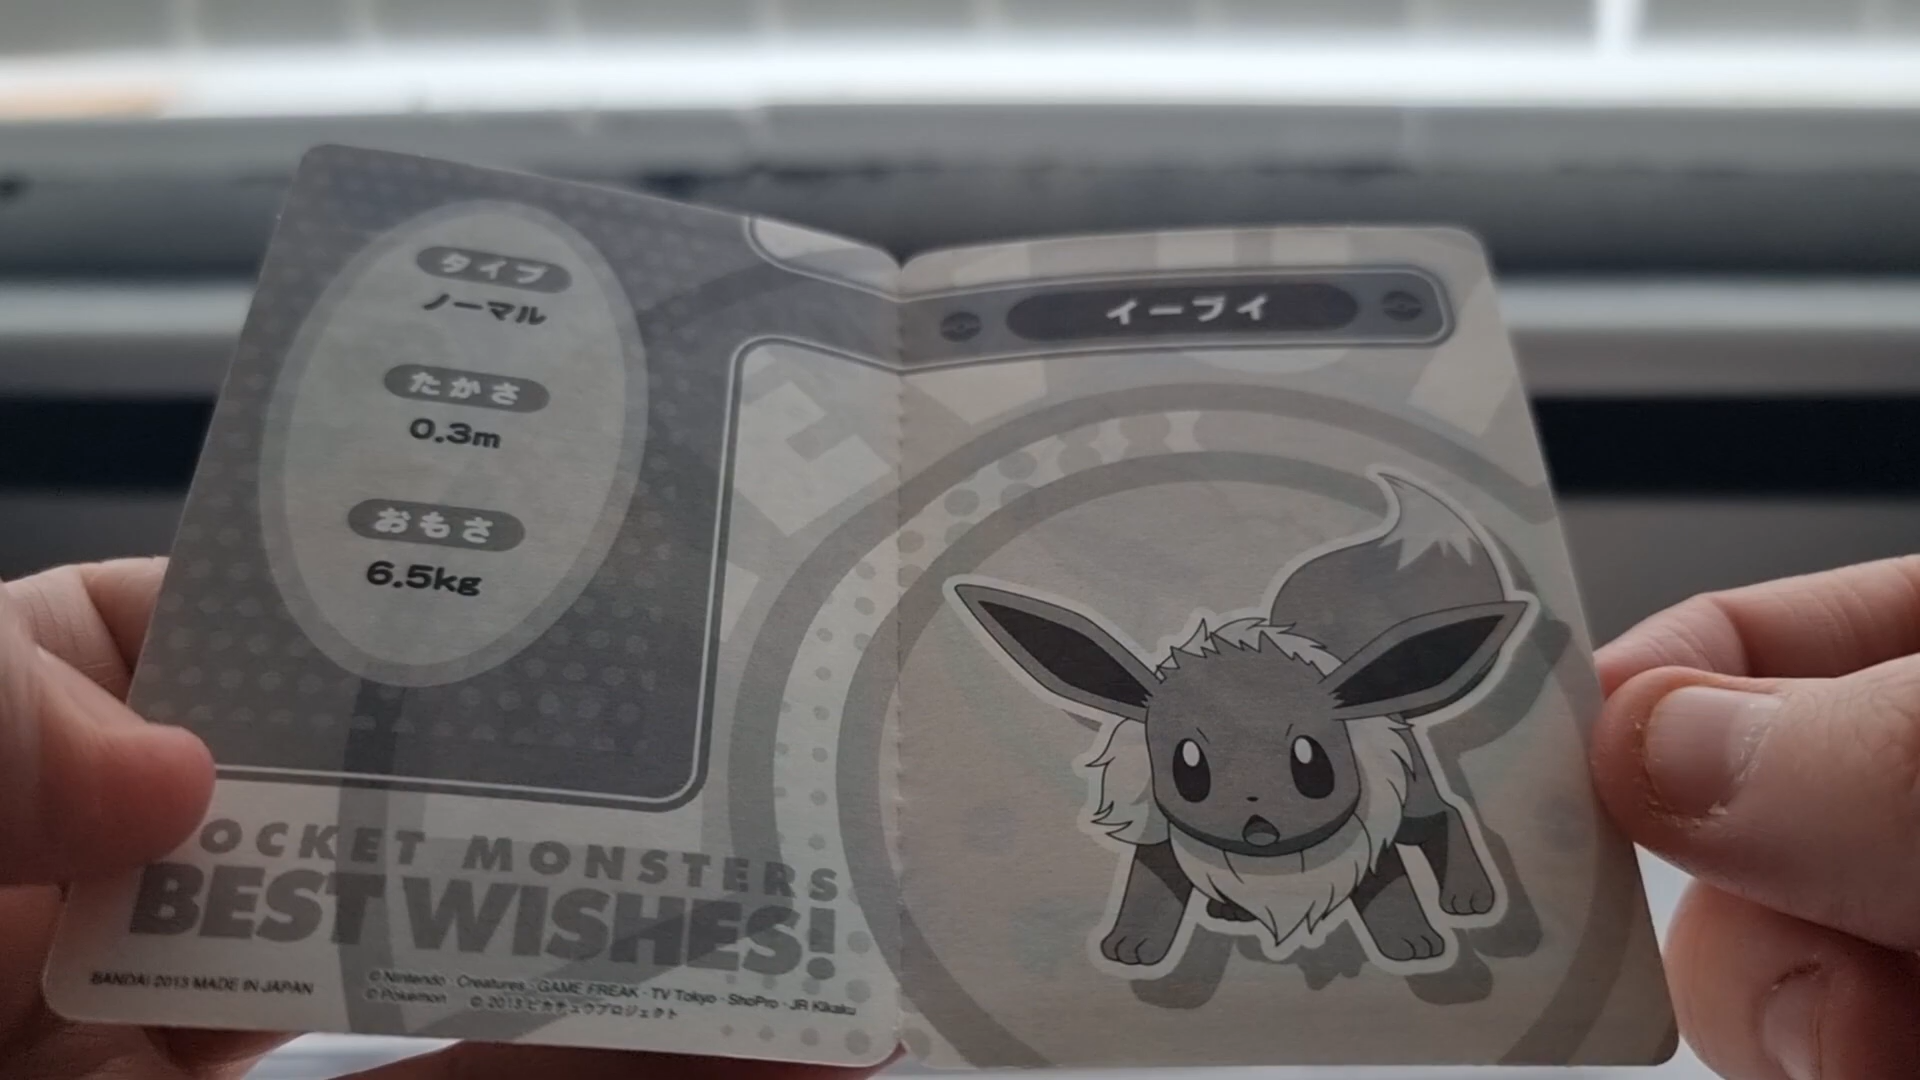 タイプ
ノーマル
たかさ
0.3m
おもさ
6.5kg
OCKET MONSTERS
BEST WISHES!
BANDAI 2013 MADE IN JAPAN
© Nintendo · Creatures · GAME FREAK · TV Tokyo · ShoPro · JR Kikaku
© Pokémon © 2013 ピカチュウプロジェクト
イーブイ